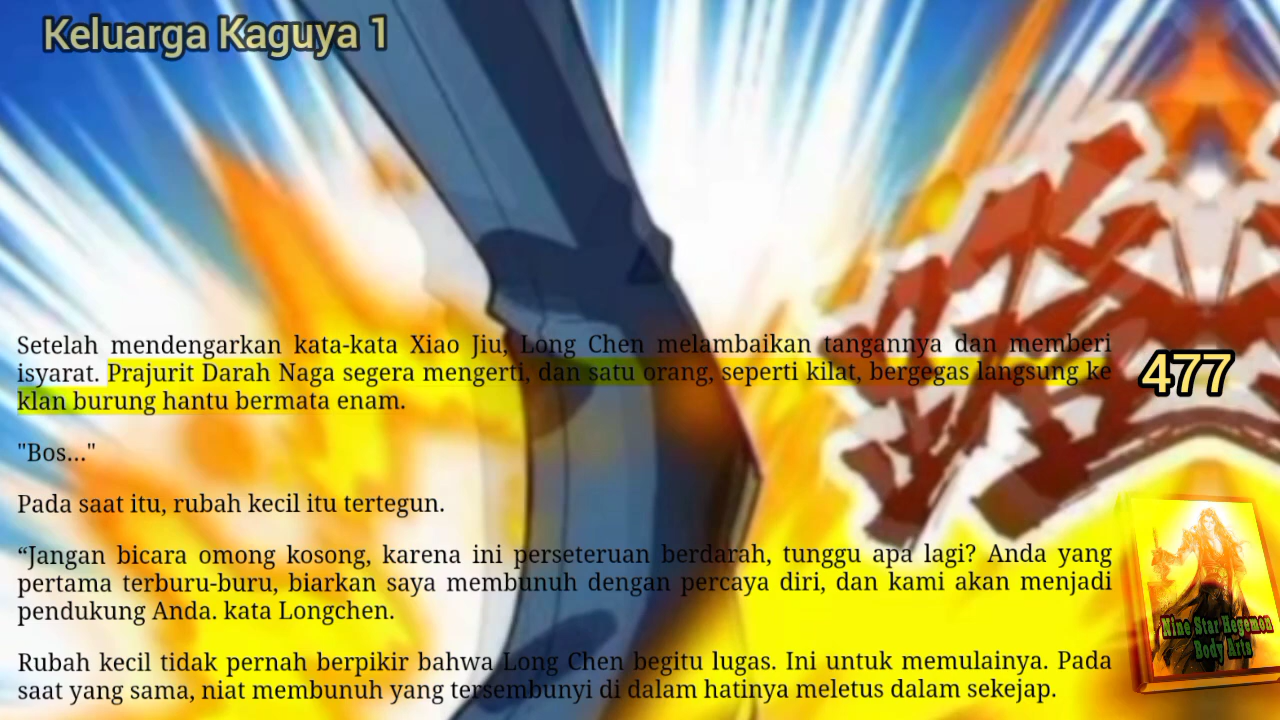 Keluarga Kaguya 1
Setelah mendengarkan kata-kata Xiao Jiu, Long Chen melambaikan tangannya dan memberi
isyarat. Prajurit Darah Naga segera mengerti, dan satu orang, seperti kilat, bergegas langsung ke
klan burung hantu bermata enam.
"Bos..."
Pada saat itu, rubah kecil itu tertegun.
“Jangan bicara omong kosong, karena ini perseteruan berdarah, tunggu apa lagi? Anda yang
pertama terburu-buru, biarkan saya membunuh dengan percaya diri, dan kami akan menjadi
pendukung Anda. kata Longchen.
Rubah kecil tidak pernah berpikir bahwa Long Chen begitu lugas. Ini untuk memulainya. Pada
saat yang sama, niat membunuh yang tersembunyi di dalam hatinya meletus dalam sekejap.
477
Nine Star Hegemon
Body Arts